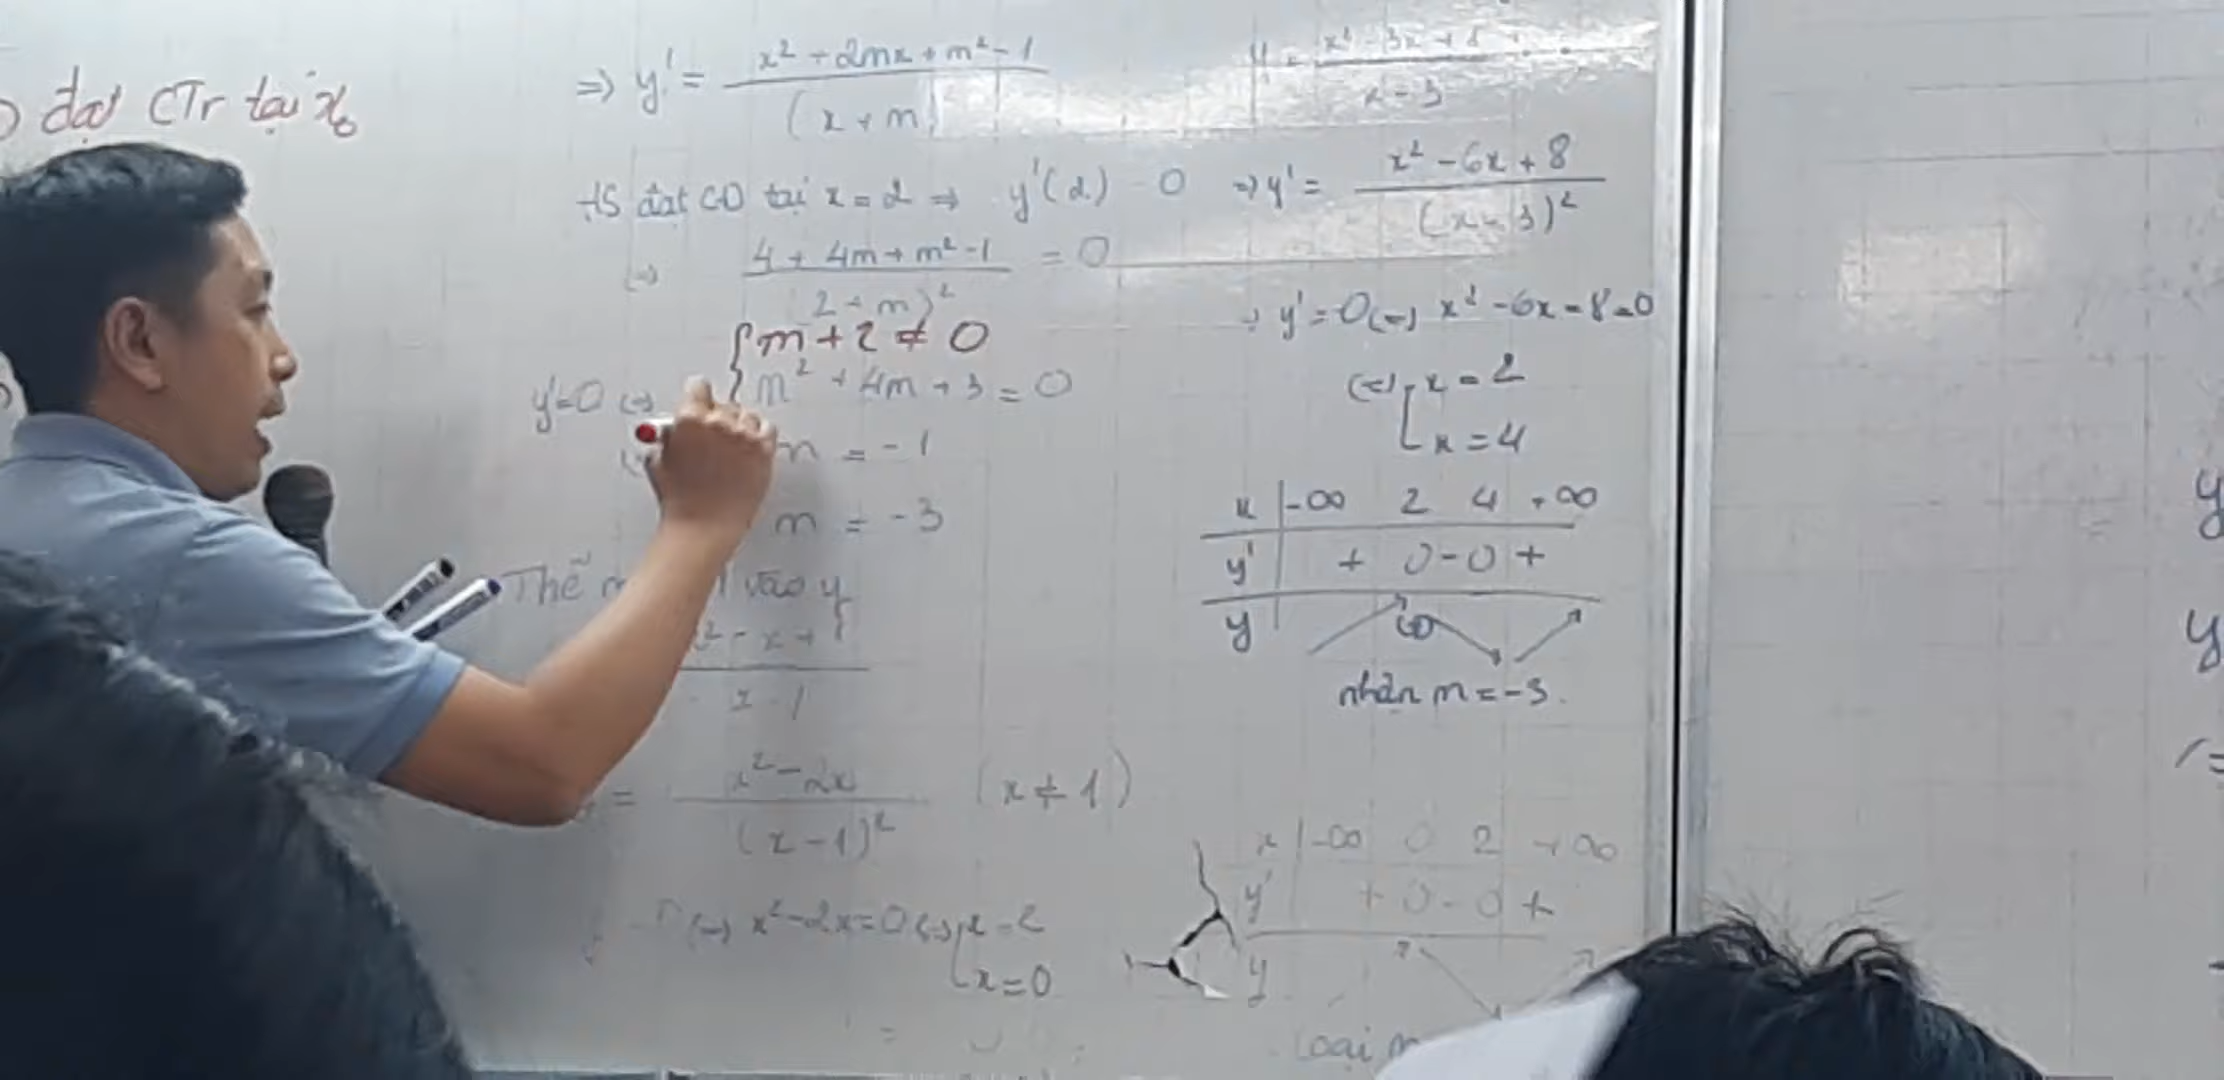 đạt CTr tại x₀
⇒ y' = (x² + 2mx + m² - 1) / (x + m)
HS đạt CĐ tại x = 2 ⇒ y'(2) = 0
(⇔) (4 + 4m + m² - 1) / (2 + m)² = 0
y' = 0 (⇔) { m + 2 ≠ 0
m² + 4m + 3 = 0
m = -1
m = -3
Thế vào y
² - x + 1
x - 1
= (x² - 2x) / (x - 1)² (x ≠ 1)
(⇔) x² - 2x = 0 (⇔) [ x = 2
x = 0
x - 3
⇒ y' = (x² - 6x + 8) / (x - 3)²
y' = 0 (⇔) x² - 6x - 8 = 0
(⇔) [ x = 2
x = 4
x | -∞ 2 4 +∞
y' | + 0 - 0 +
y | CĐ
nhận m = -3.
x | -∞ 0 2 +∞
y' | + 0 - 0 +
y
Loại m
y
y